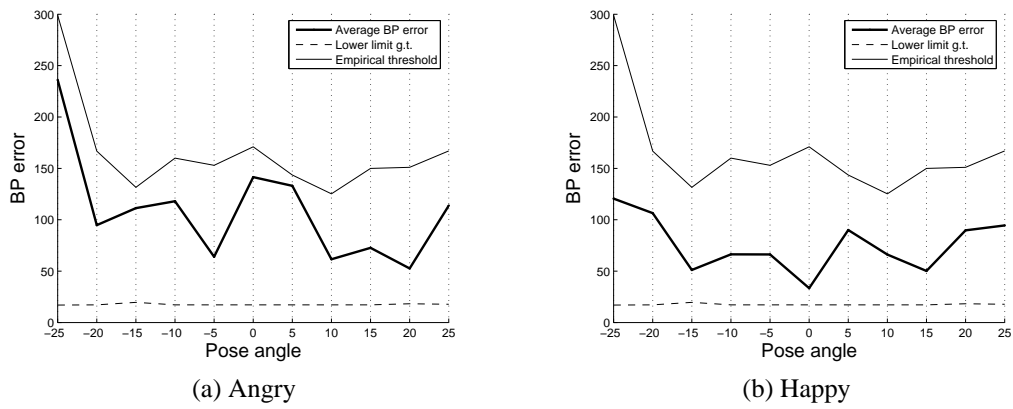 300
250
200
150
100
50
0
BP error
−25 −20 −15 −10 −5 0 5 10 15 20 25
Pose angle
Average BP error
Lower limit g.t.
Empirical threshold
(a) Angry
300
250
200
150
100
50
0
BP error
−25 −20 −15 −10 −5 0 5 10 15 20 25
Pose angle
Average BP error
Lower limit g.t.
Empirical threshold
(b) Happy